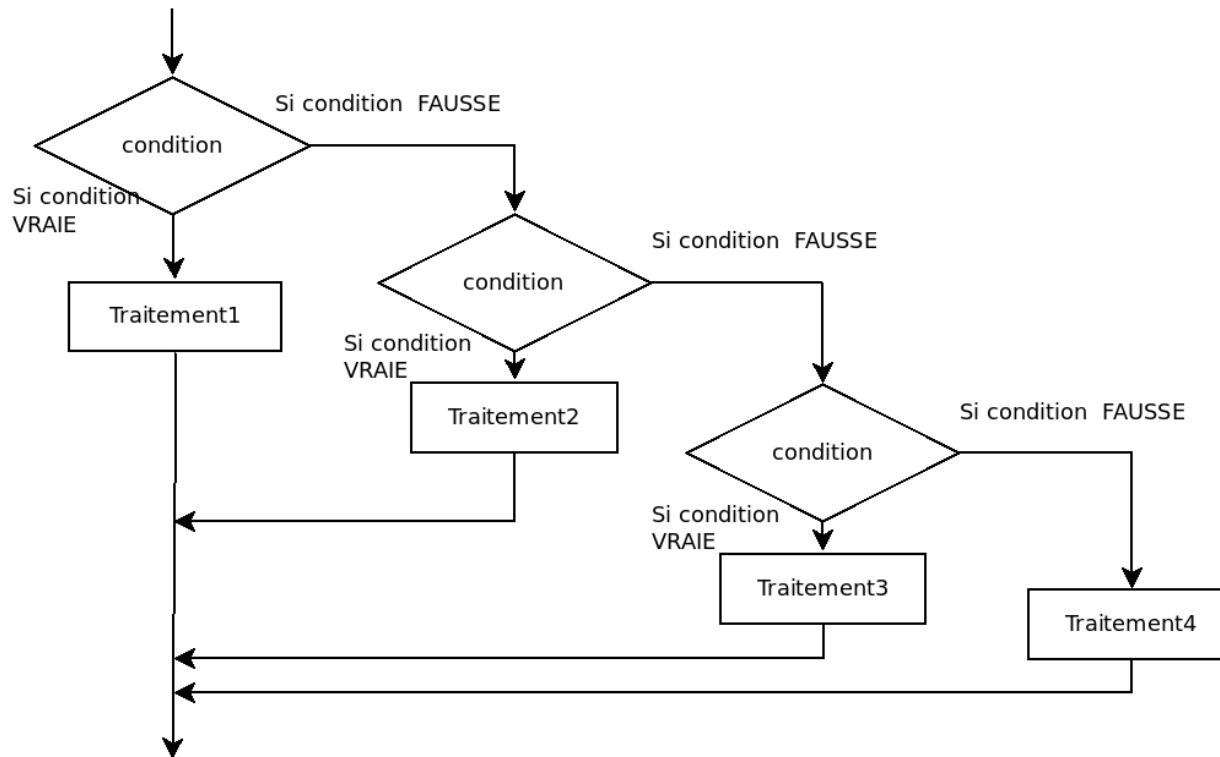 Si condition FAUSSE
condition
Si condition
VRAIE
Traitement1
Si condition FAUSSE
condition
Si condition
VRAIE
Traitement2
Si condition FAUSSE
condition
Si condition
VRAIE
Traitement3
Traitement4